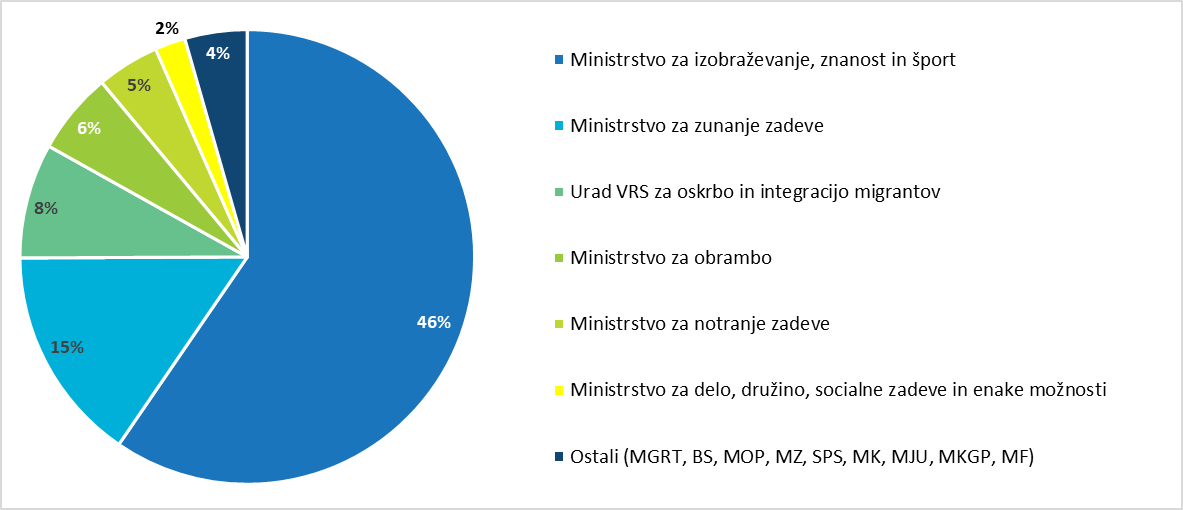 2%
4%
5%
6%
8%
15%
46%
Ministrstvo za izobraževanje, znanost in šport
Ministrstvo za zunanje zadeve
Urad VRS za oskrbo in integracijo migrantov
Ministrstvo za obrambo
Ministrstvo za notranje zadeve
Ministrstvo za delo, družino, socialne zadeve in enake možnosti
Ostali (MGRT, BS, MOP, MZ, SPS, MK, MJU, MKGP, MF)